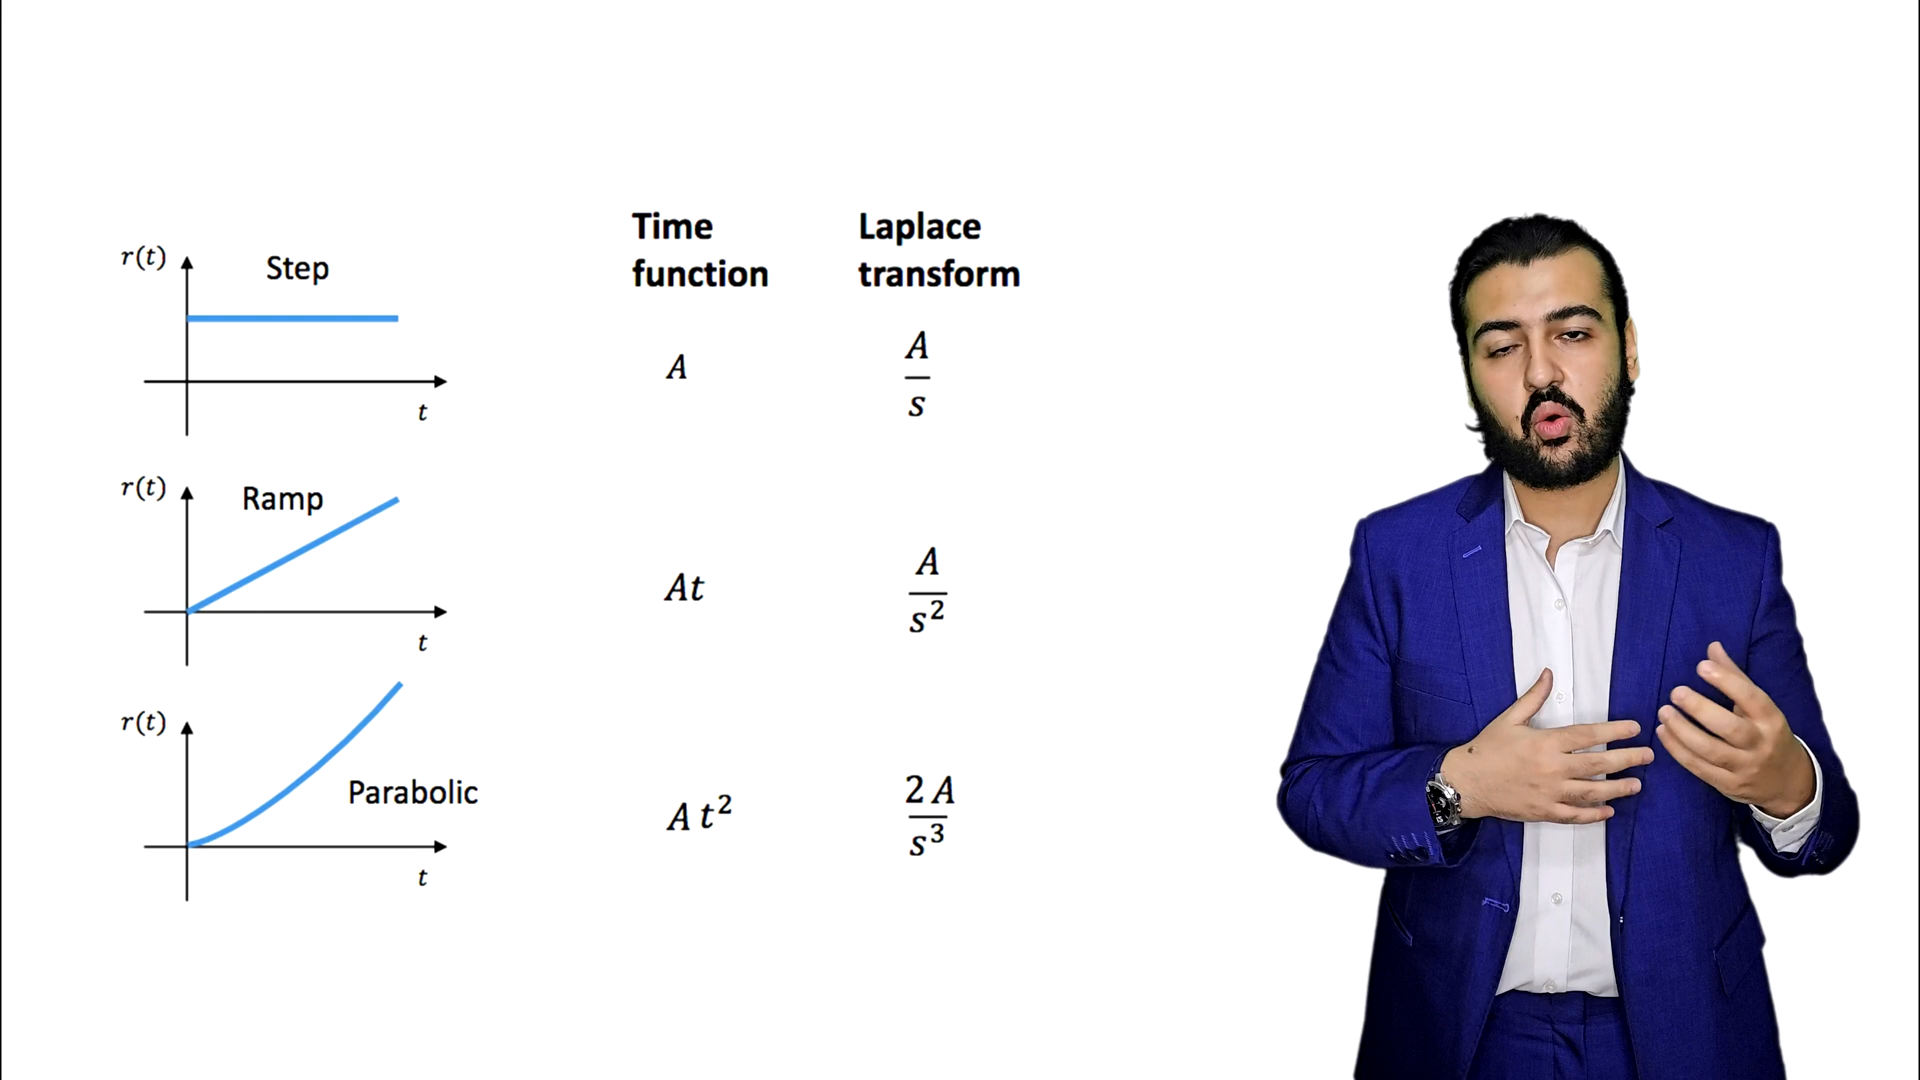 Time function
Laplace transform
r(t)
Step
t
A
A/s
r(t)
Ramp
t
At
A/s²
r(t)
Parabolic
t
A t²
2 A/s³